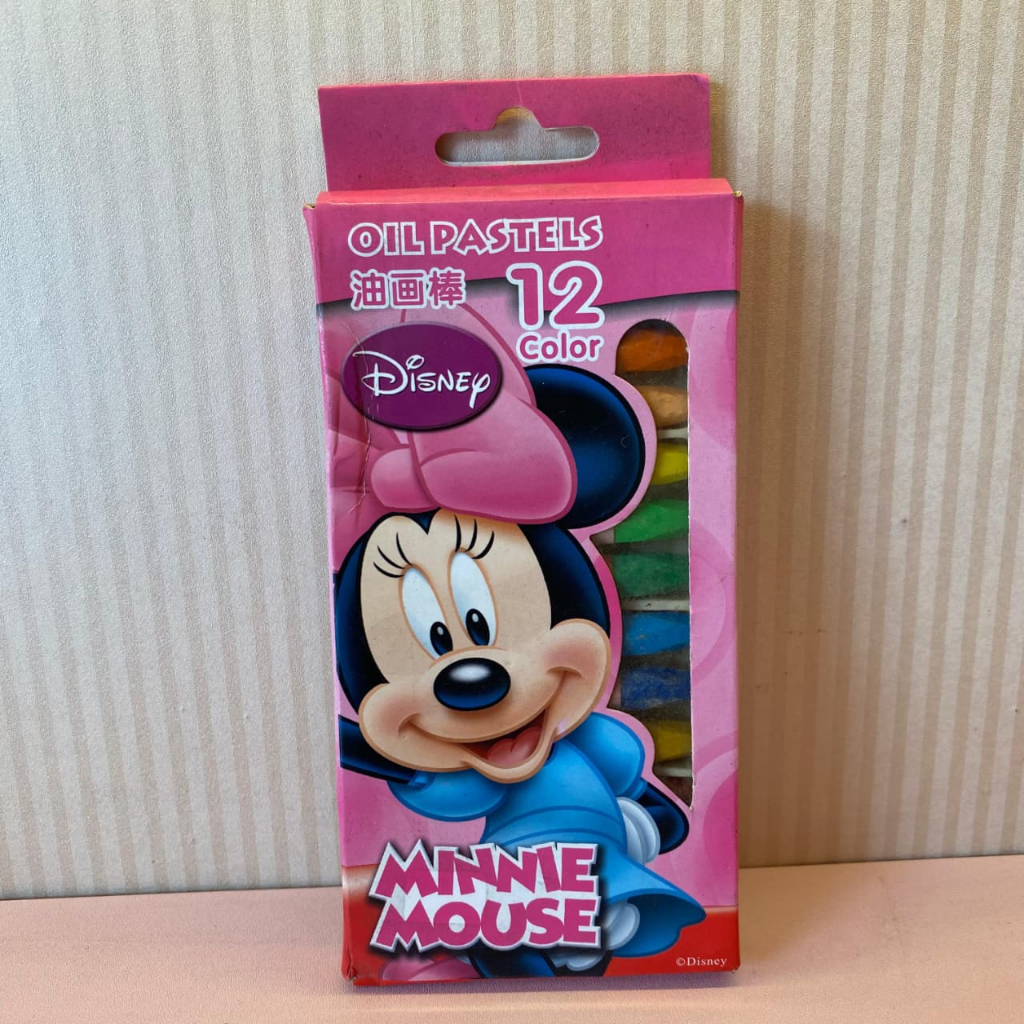 OIL PASTELS
油画棒
12
Color
Disney
MINNIE
MOUSE
©Disney